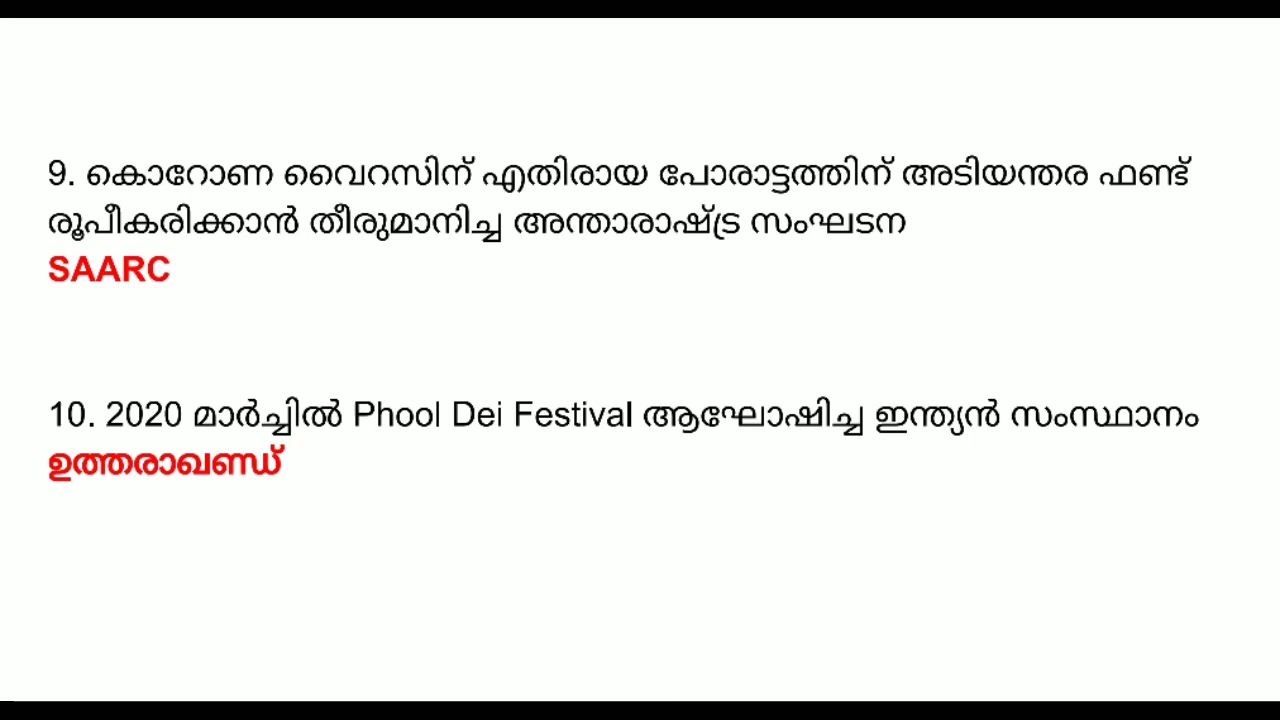 9. കൊറോണ വൈറസിന് എതിരായ പോരാട്ടത്തിന് അടിയന്തര ഫണ്ട്
രൂപീകരിക്കാൻ തീരുമാനിച്ച അന്താരാഷ്ട്ര സംഘടന
SAARC
10. 2020 മാർച്ചിൽ Phool Dei Festival ആഘോഷിച്ച ഇന്ത്യൻ സംസ്ഥാനം
ഉത്തരാഖണ്ഡ്